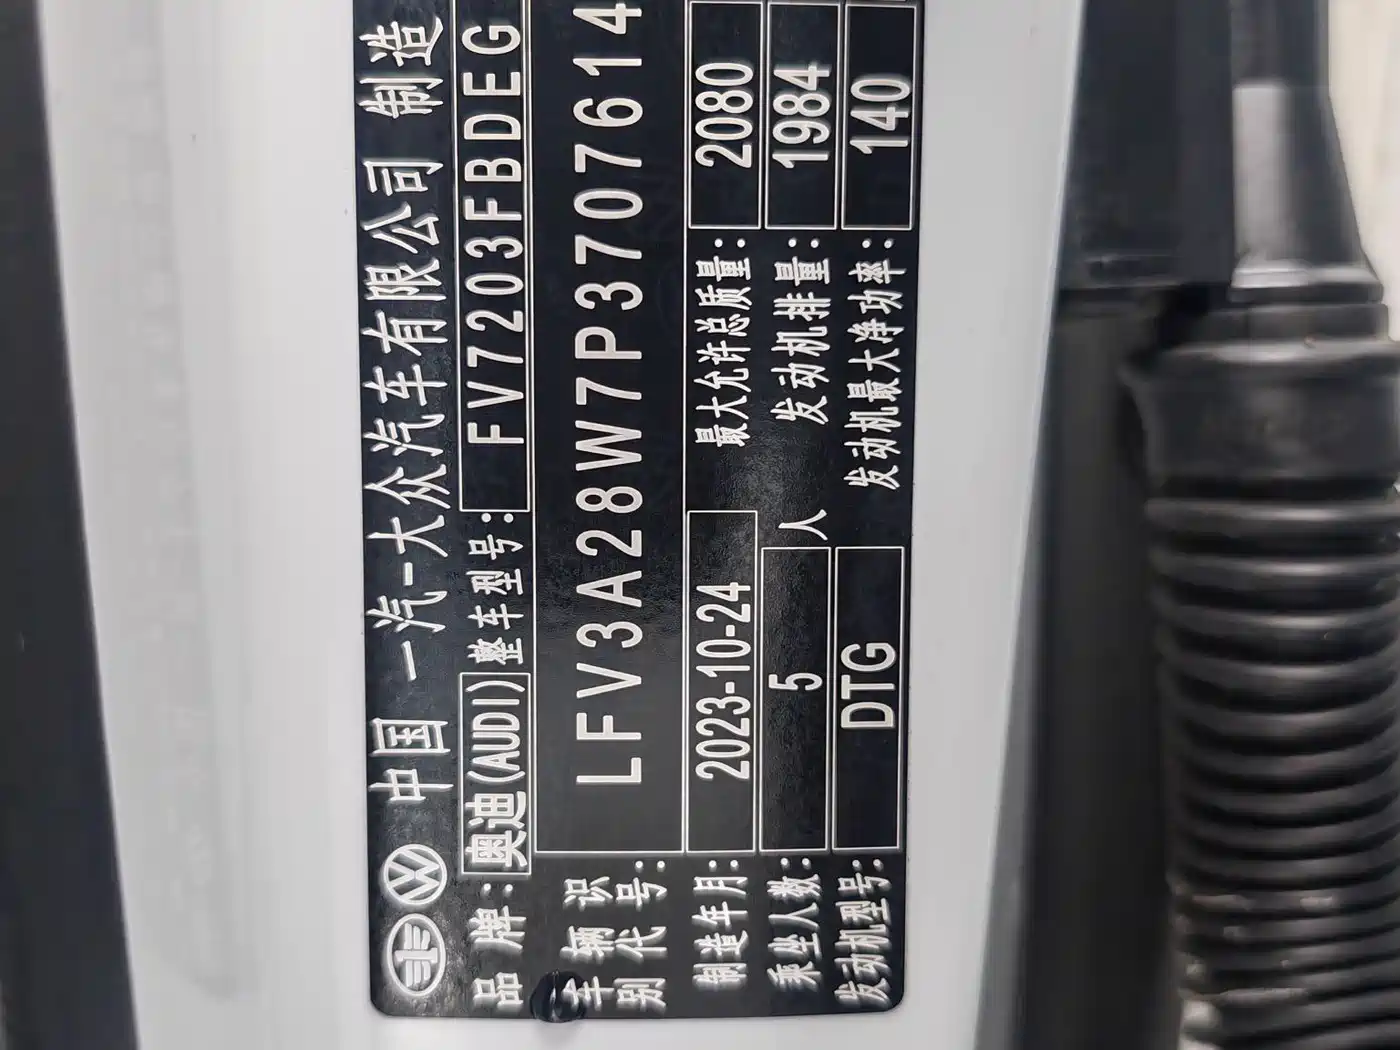 中国 一汽-大众汽车有限公司 制造
品牌: 奥迪(AUDI) 整车型号: FV7203FBDEG
车辆识别代号: LFV3A28W7P3707614
制造年月: 2023-10-24 最大允许总质量: 2080
乘坐人数: 5 人 发动机排量: 1984
发动机型号: DTG 发动机最大净功率: 140